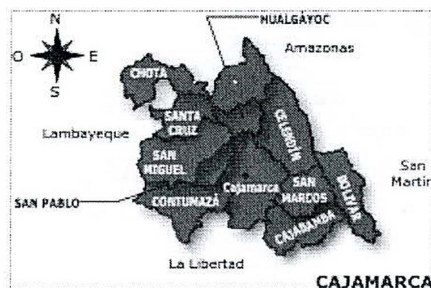 N
HUALGAYOC
Amazonas
O E
CHOTA
S
SANTA
CRUZ
Lambayeque
CELENDÍN
SAN
MIGUEL
San
Martin
Cajamarca
SAN
MARCOS
BOLIVAR
SAN PABLO
CONTUMAZÁ
CAJABAMBA
La Libertad
CAJAMARCA